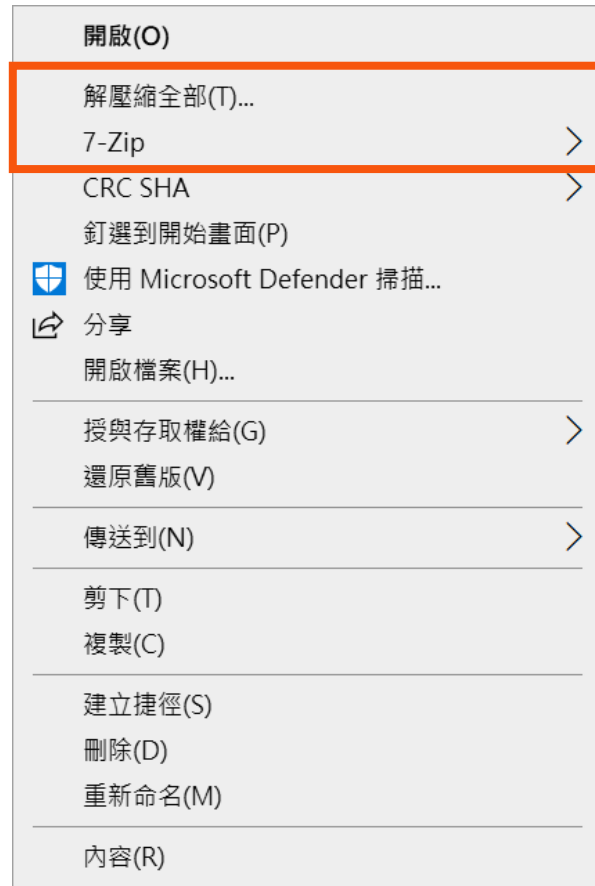 開啟(O)
解壓縮全部(T)...
7-Zip
CRC SHA
釘選到開始畫面(P)
使用 Microsoft Defender 掃描...
分享
開啟檔案(H)...
授與存取權給(G)
還原舊版(V)
傳送到(N)
剪下(T)
複製(C)
建立捷徑(S)
刪除(D)
重新命名(M)
內容(R)